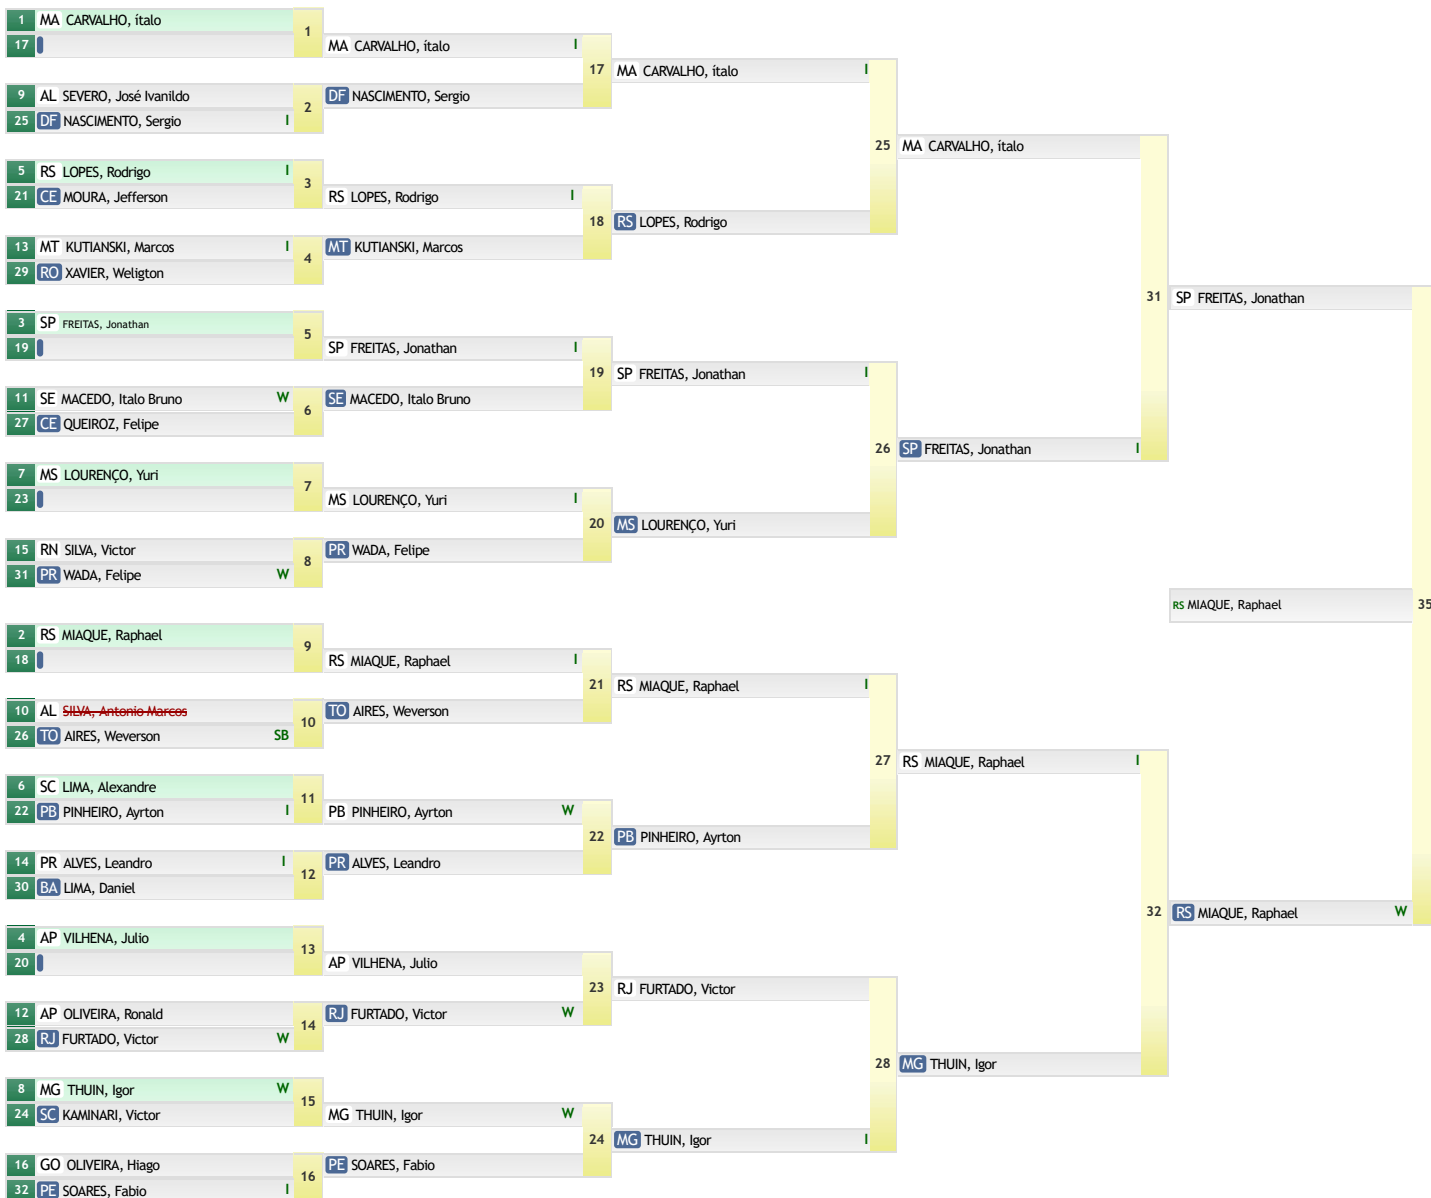 1 MA CARVALHO, ítalo
17
1
MA CARVALHO, ítalo I
17
MA CARVALHO, ítalo I
9 AL SEVERO, José Ivanildo
25 DF NASCIMENTO, Sergio I
2
DF NASCIMENTO, Sergio
25
MA CARVALHO, ítalo
5 RS LOPES, Rodrigo I
21 CE MOURA, Jefferson
3
RS LOPES, Rodrigo I
18
RS LOPES, Rodrigo
13 MT KUTIANSKI, Marcos I
29 RO XAVIER, Weligton
4
MT KUTIANSKI, Marcos
31
SP FREITAS, Jonathan
3 SP FREITAS, Jonathan
19
5
SP FREITAS, Jonathan I
19
SP FREITAS, Jonathan I
11 SE MACEDO, Italo Bruno W
27 CE QUEIROZ, Felipe
6
SE MACEDO, Italo Bruno
26
SP FREITAS, Jonathan I
7 MS LOURENÇO, Yuri
23
7
MS LOURENÇO, Yuri I
20
MS LOURENÇO, Yuri
15 RN SILVA, Victor
31 PR WADA, Felipe W
8
PR WADA, Felipe
RS MIAQUE, Raphael
35
2 RS MIAQUE, Raphael
18
9
RS MIAQUE, Raphael I
21
RS MIAQUE, Raphael I
10 AL SILVA, Antonio Marcos
26 TO AIRES, Weverson SB
10
TO AIRES, Weverson
27
RS MIAQUE, Raphael I
6 SC LIMA, Alexandre
22 PB PINHEIRO, Ayrton I
11
PB PINHEIRO, Ayrton W
22
PB PINHEIRO, Ayrton
14 PR ALVES, Leandro I
30 BA LIMA, Daniel
12
PR ALVES, Leandro
32
RS MIAQUE, Raphael W
4 AP VILHENA, Julio
20
13
AP VILHENA, Julio
23
RJ FURTADO, Victor
12 AP OLIVEIRA, Ronald
28 RJ FURTADO, Victor W
14
RJ FURTADO, Victor W
28
MG THUIN, Igor
8 MG THUIN, Igor W
24 SC KAMINARI, Victor
15
MG THUIN, Igor W
24
MG THUIN, Igor I
16 GO OLIVEIRA, Hiago
32 PE SOARES, Fabio I
16
PE SOARES, Fabio